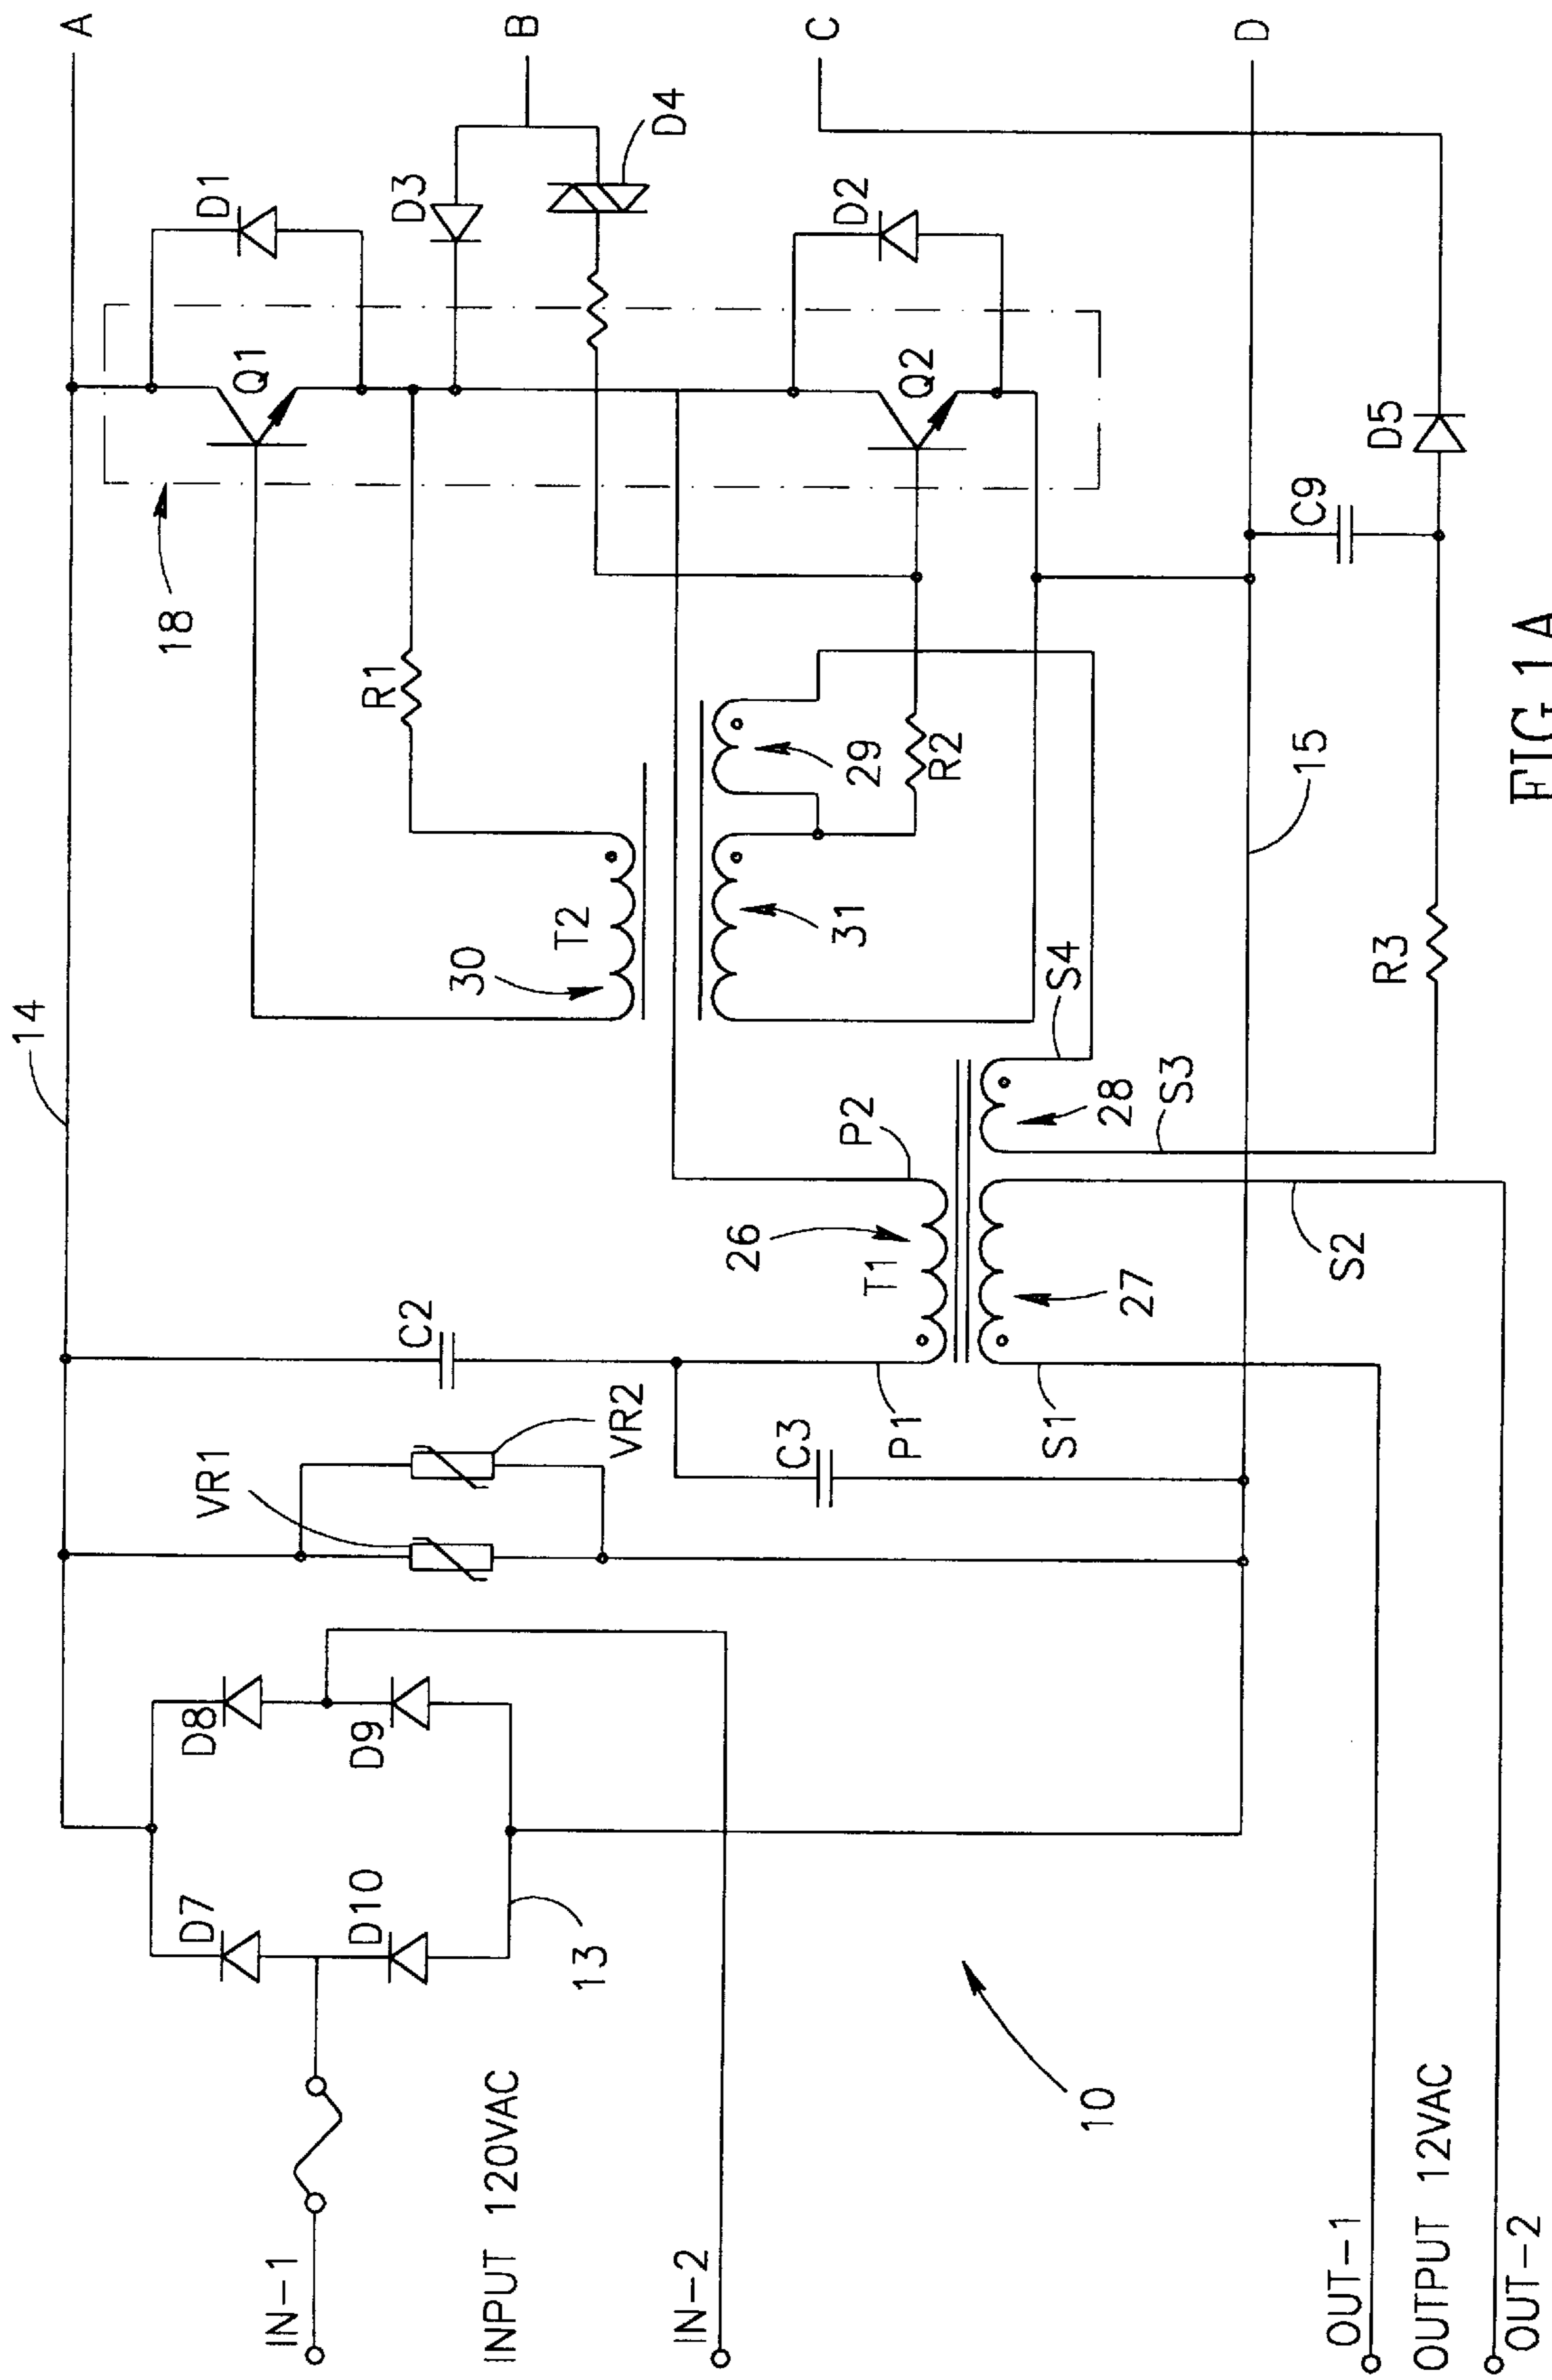 A
14
D1
18
Q1
B
D3
D4
R1
C2
VR1
VR2
D8
D7
D9
D10
13
IN-1
INPUT 120VAC
IN-2
30
T2
C
D2
Q2
29
R2
31
P2
26
T1
C3
P1
28
S4
27
S3
S1
10
D
15
C9
D5
R3
S2
OUT-1
OUTPUT 12VAC
OUT-2
FIG.1A